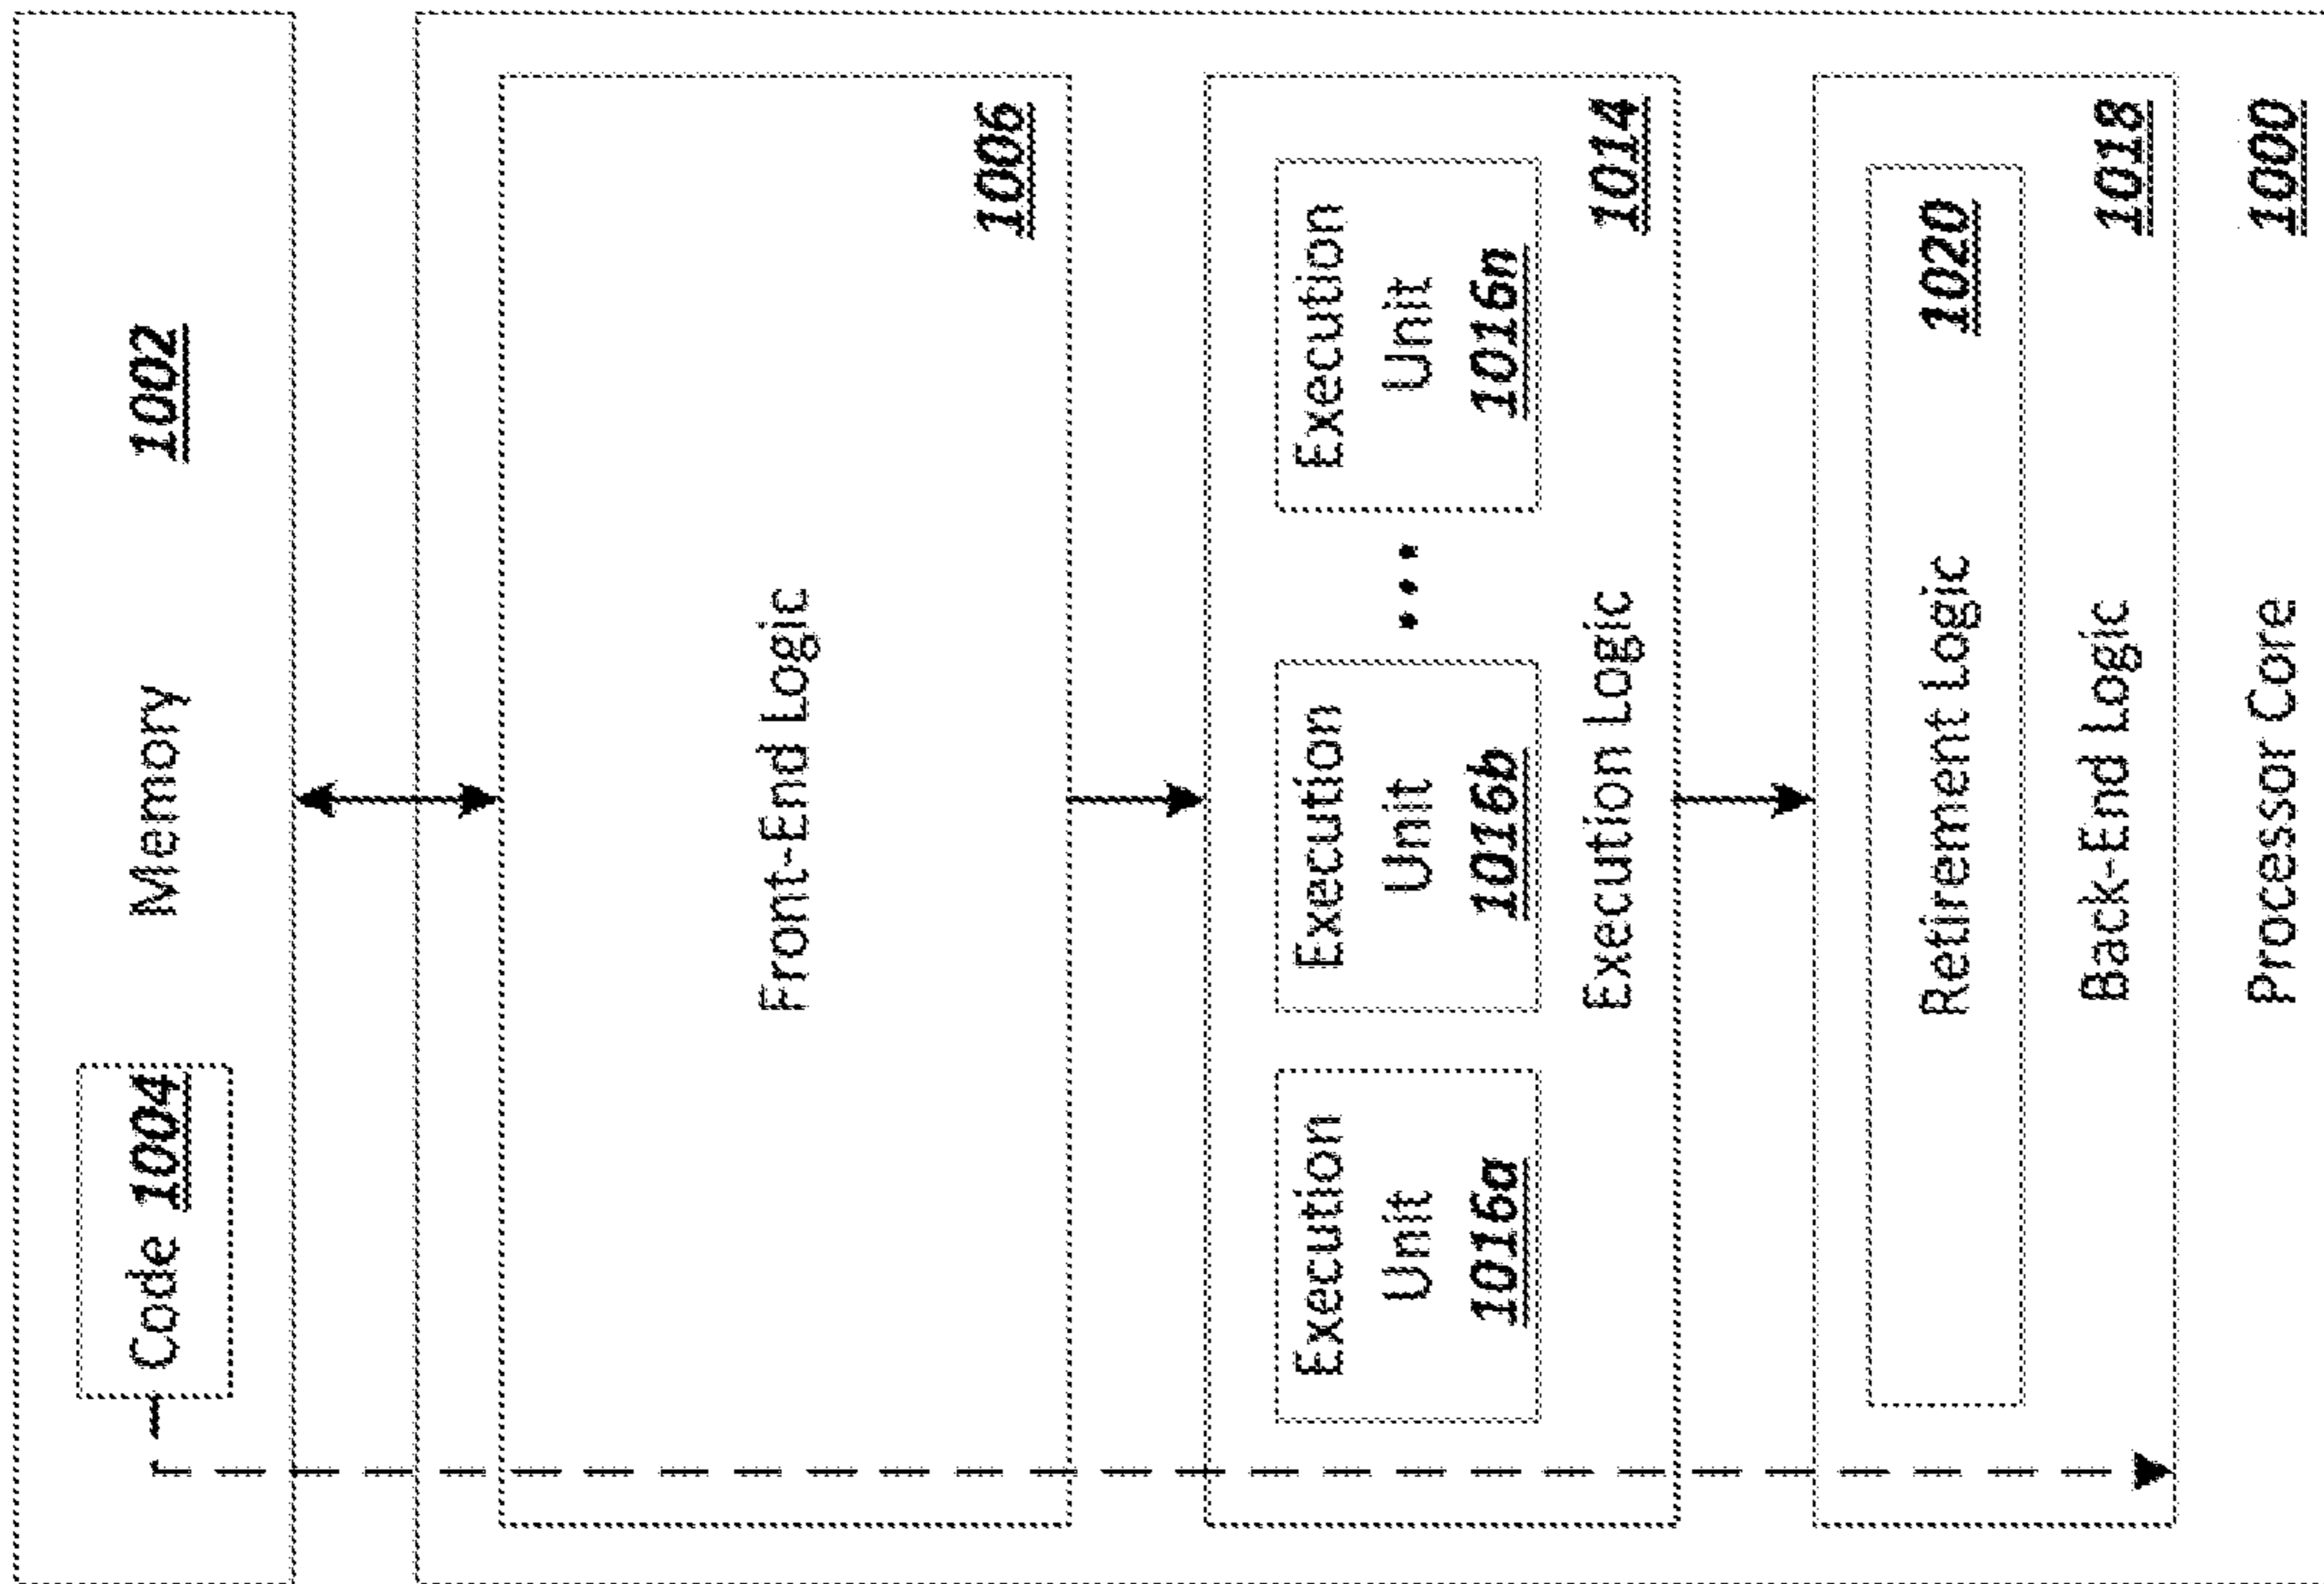 Code 1004 Memory 1002
Front-End Logic
1006
Execution
Unit
1016a
Execution
Unit
1016b
Execution
Unit
1016n
Execution Logic 1014
Retirement Logic 1020
Back-End Logic 1018
Processor Core 1000